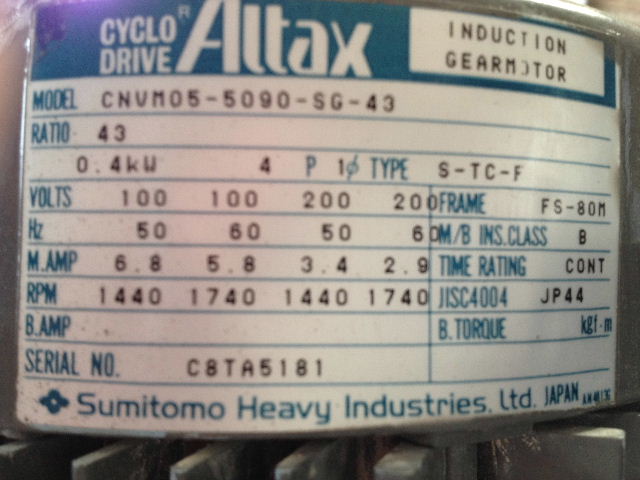 CYCLO DRIVE® Altax
INDUCTION GEARMOTOR
MODEL CNVM05-5090-SG-43
RATIO 43
0.4kW 4 P 1ϕ TYPE S-TC-F
VOLTS 100 100 200 200 FRAME FS-80M
Hz 50 60 50 60 M/B INS.CLASS B
M.AMP 6.8 5.8 3.4 2.9 TIME RATING CONT
RPM 1440 1740 1440 1740 JISC4004 JP44
B.AMP B.TORQUE kgf·m
SERIAL NO. C8TA5181
Sumitomo Heavy Industries. Ltd. JAPAN